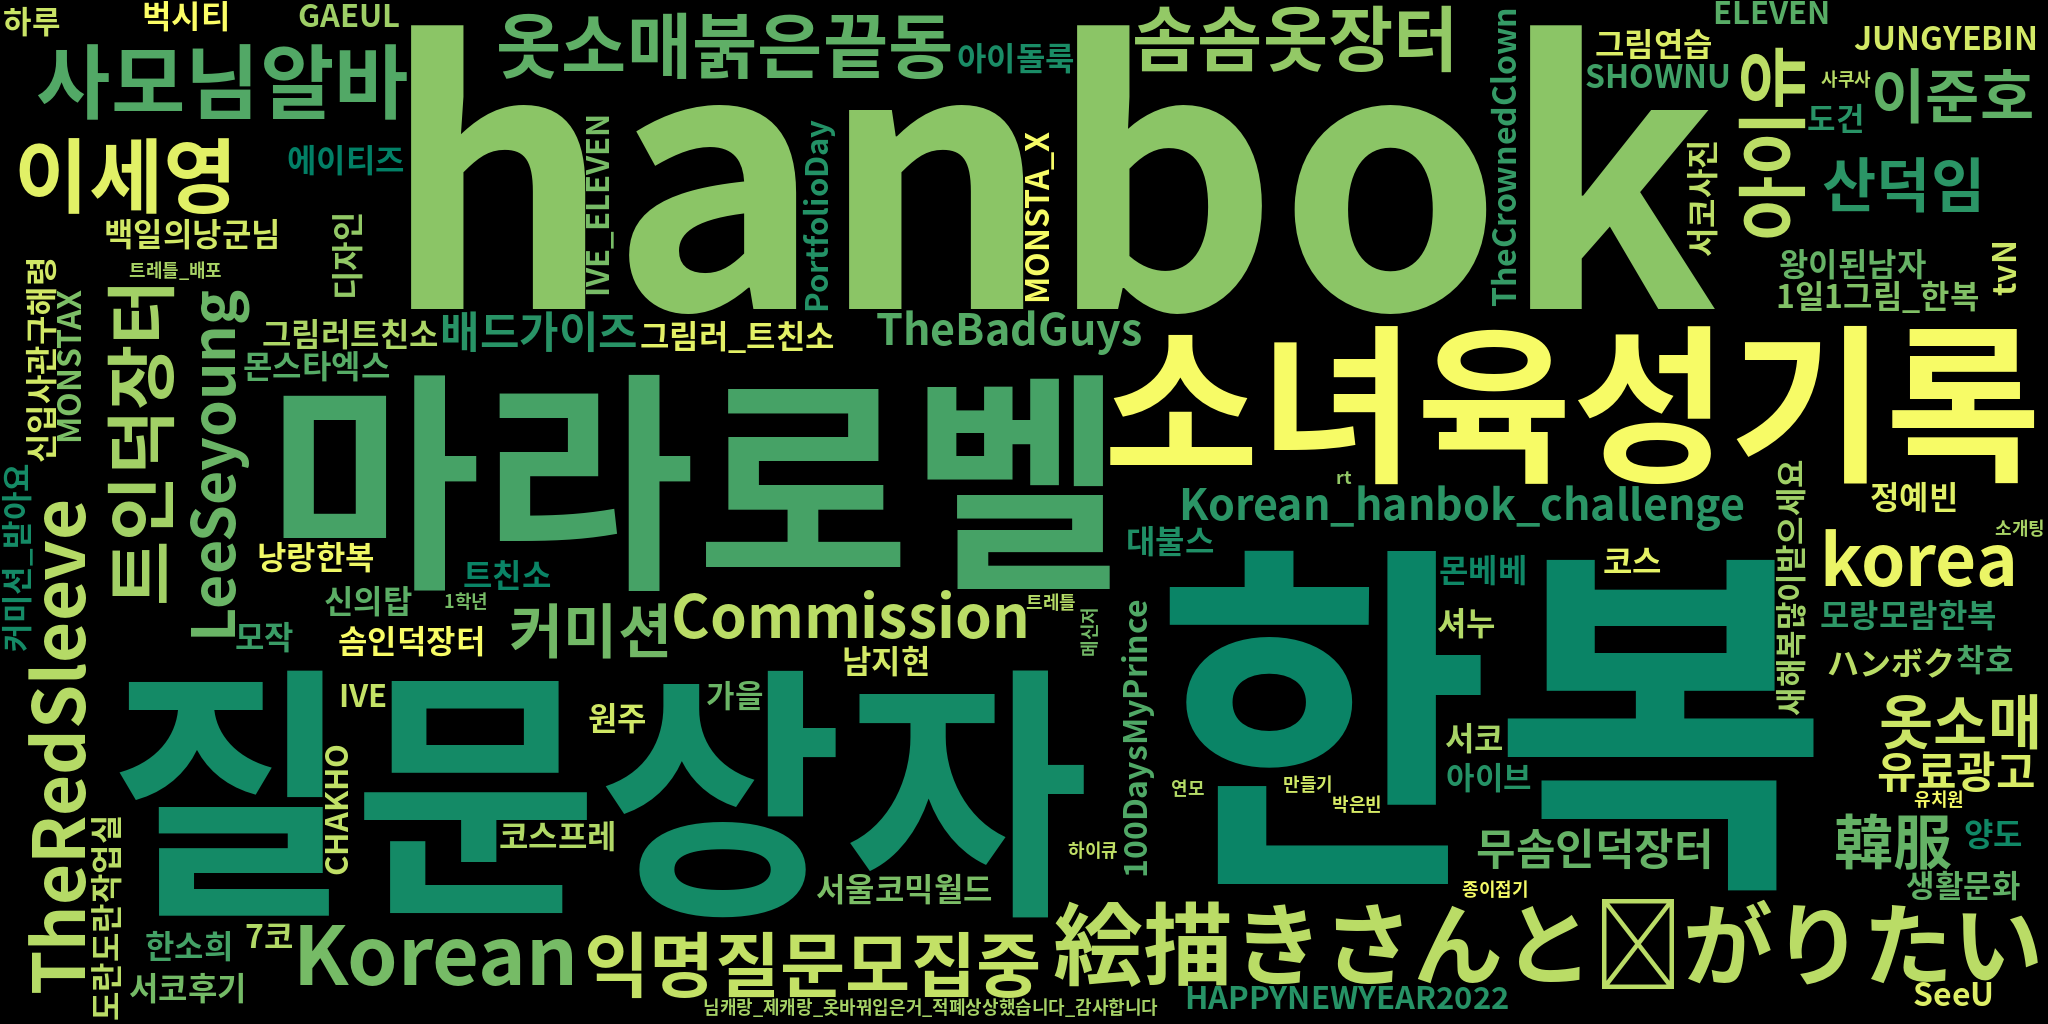 하루
벅시티
GAEUL
사모님알바
hanbok
옷소매붉은끝동
아이돌룩
솜솜옷장터
TheCrownedClown
그림연습
SHOWNU
ELEVEN
JUNGYEBIN
아이유
사쿠사
이준호
도건
이세영
에이티즈
IVE_ELEVEN
PortfolioDay
MONSTA_X
서코사진
산덕임
백일의낭군님
트레틀_배포
디자인
왕이된남자
tvN
1일1그림_한복
신입사관구해령
MONSTAX
트인덕장터
LeeSeyoung
그림러트친소
배드가이즈
그림러_트친소
TheBadGuys
몬스타엑스
마라로벨
소녀육성기록
rt
Korean_hanbok_challenge
정예빈
소개팅
커미션_받아요
TheRedSleeve
낭랑한복
트친소
대불스
한복
몬베베
코스
새해복많이받으세요
korea
신의탑
1학년
커미션
Commission
트레틀
셔누
모랑모람한복
모작
솜인덕장터
남지현
100DaysMyPrince
ハンボク
착호
질문상자
IVE
원주
가을
서코
옷소매
CHAKHO
아이브
유료광고
연모
만들기
박은빈
유치원
도란도란작업실
코스프레
하이큐
무솜인덕장터
韓服
양도
서울코믹월드
종이접기
생활문화
한소희
7코
Korean
익명질문모집중
絵描きさんと
がりたい
서코후기
님캐랑_제캐랑_옷바꿔입은거_적폐상상했습니다_감사합니다
HAPPYNEWYEAR2022
SeeU